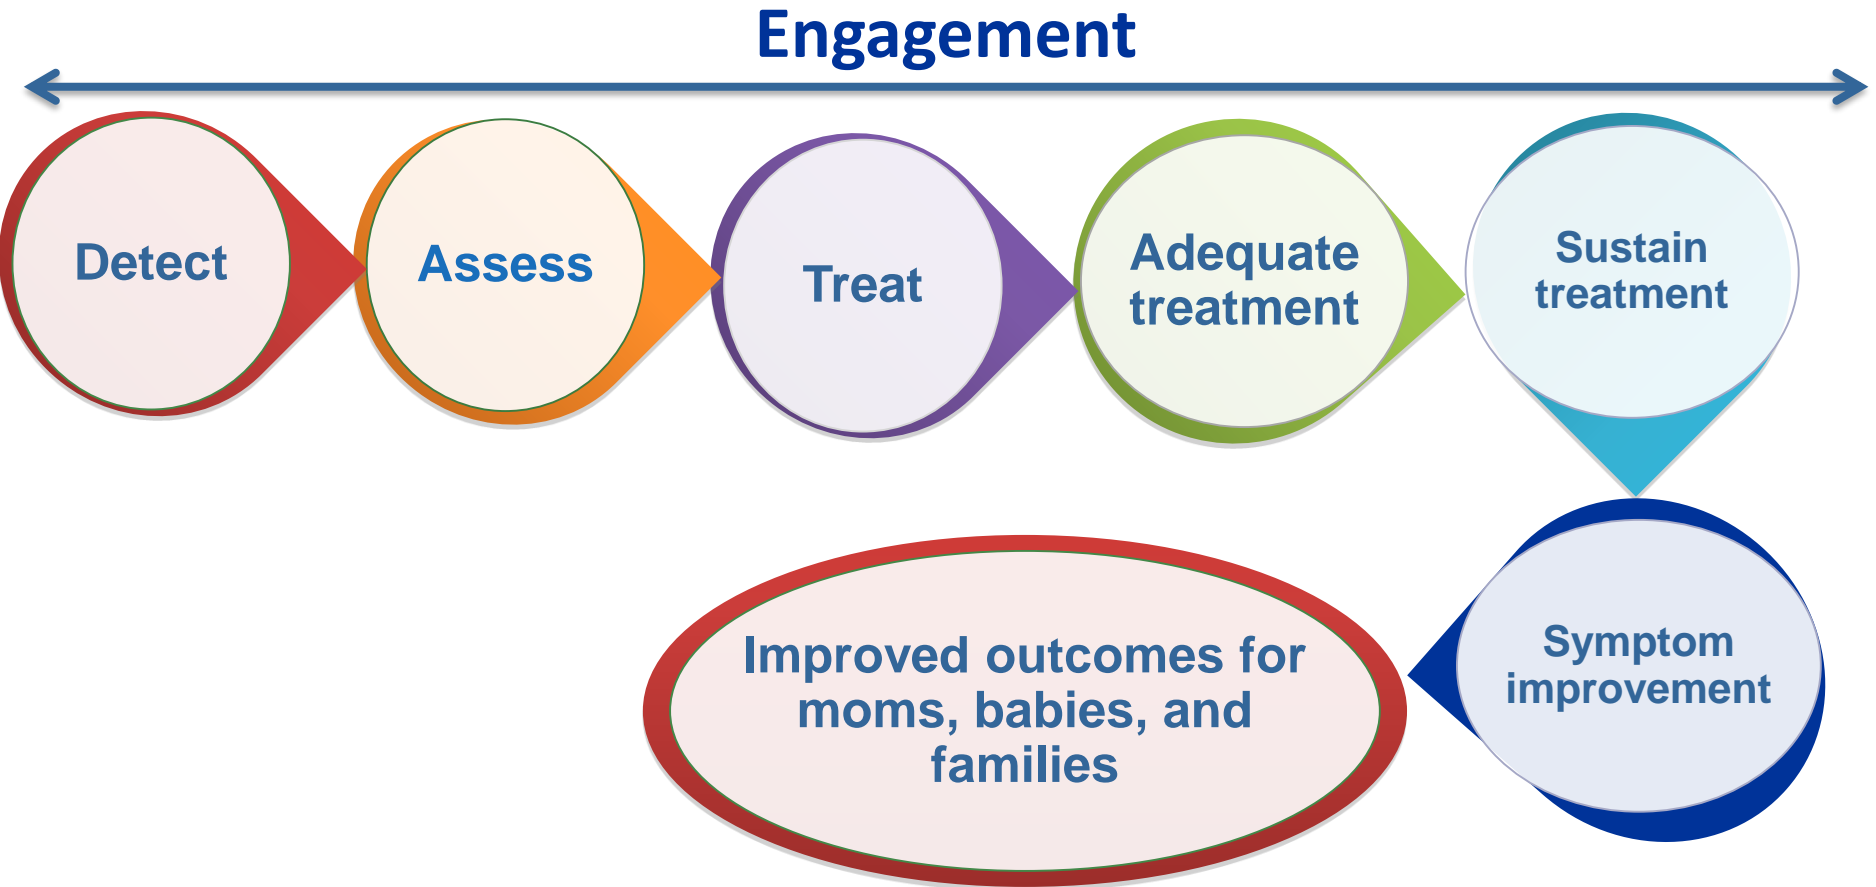 Engagement
Detect
Assess
Treat
Adequate
treatment
Sustain
treatment
Symptom
improvement
Improved outcomes for
moms, babies, and
families